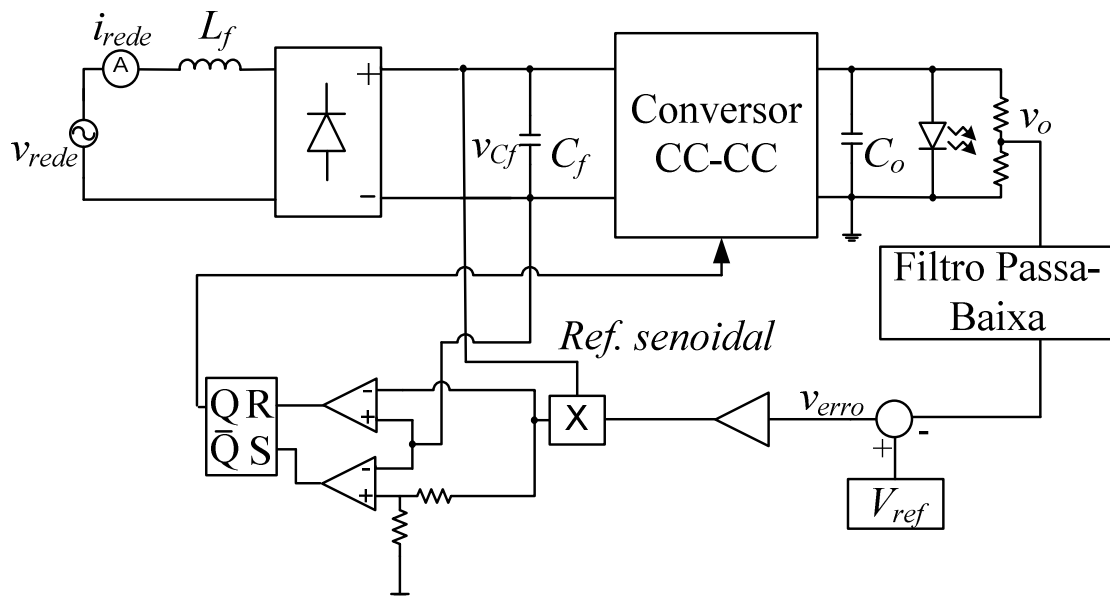 i_rede
L_f
A
+
v_rede
-
v_Cf
C_f
Conversor
CC-CC
C_o
v_o
Filtro Passa-
Baixa
Ref. senoidal
Q R
Q̅ S
-
+
-
+
X
v_erro
-
+
V_ref